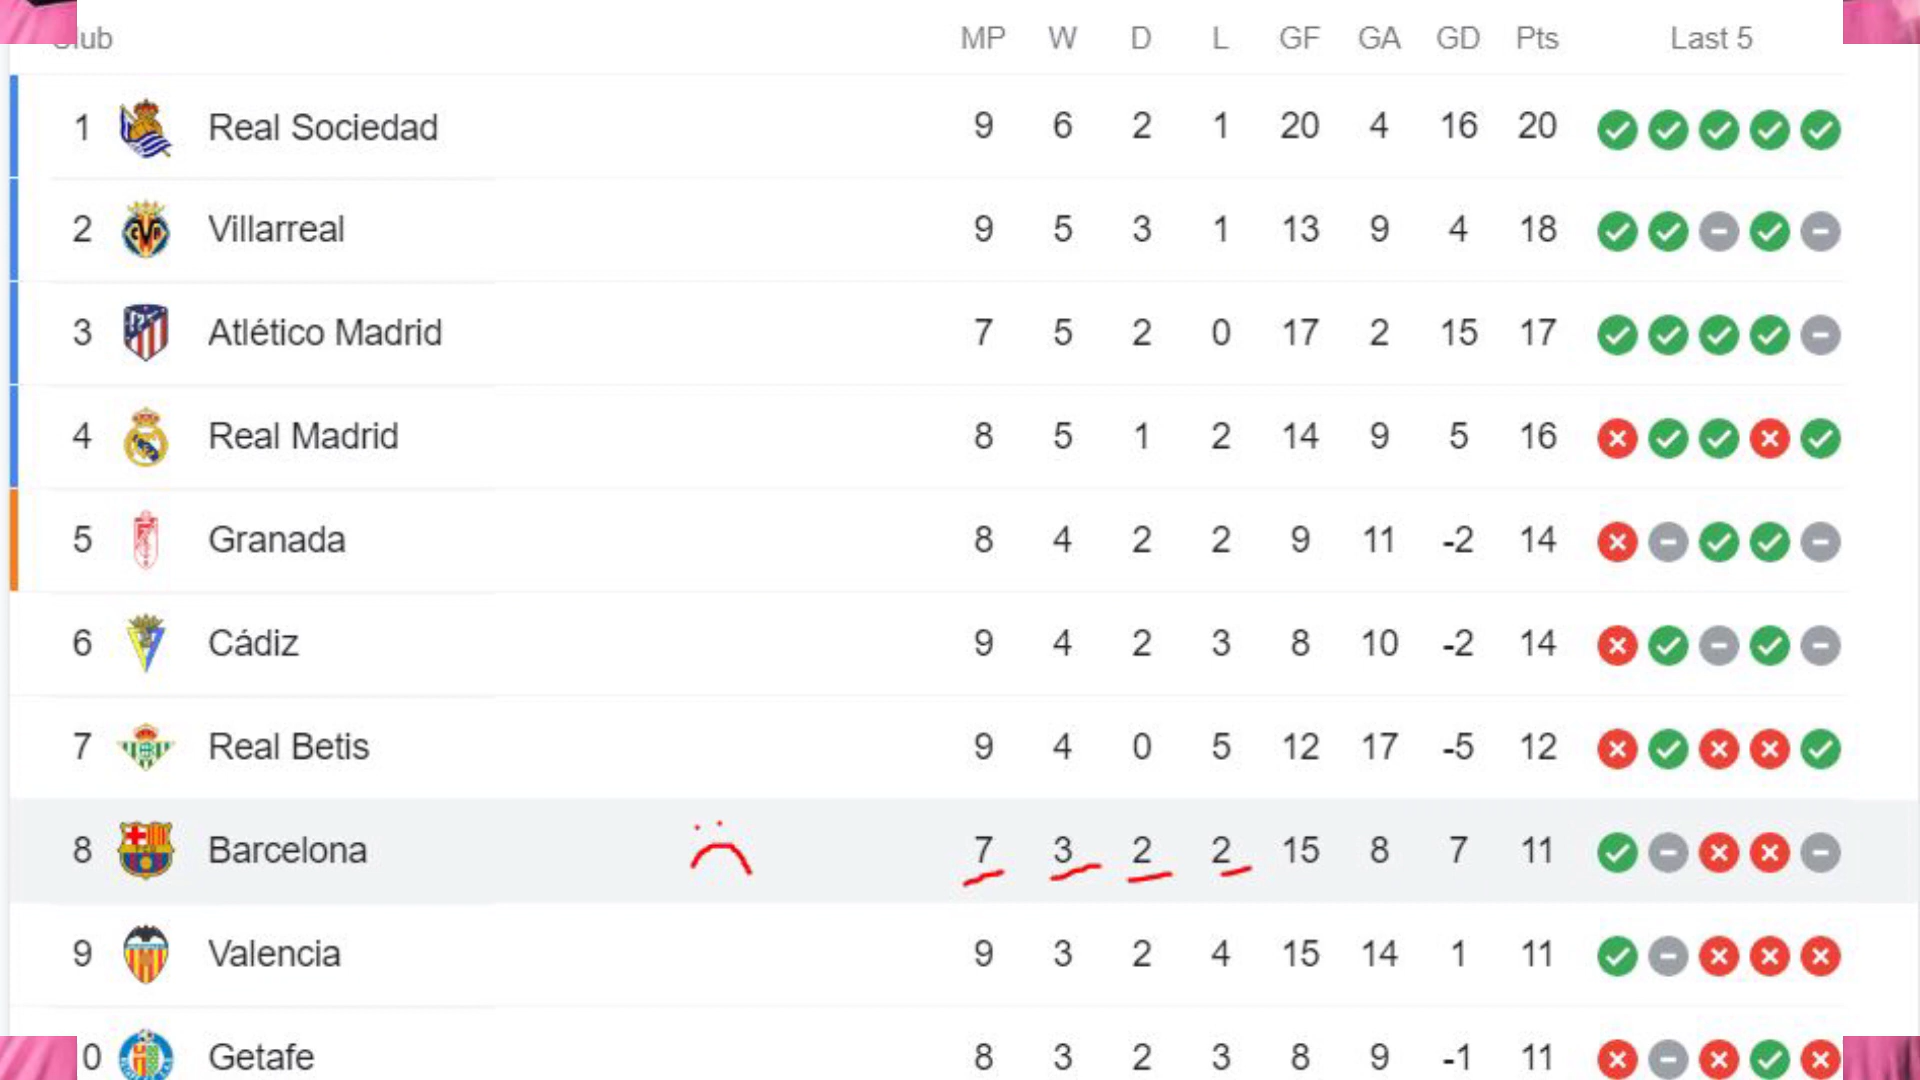 Club MP W D L GF GA GD Pts Last 5
1 Real Sociedad 9 6 2 1 20 4 16 20
2 Villarreal 9 5 3 1 13 9 4 18
3 Atlético Madrid 7 5 2 0 17 2 15 17
4 Real Madrid 8 5 1 2 14 9 5 16
5 Granada 8 4 2 2 9 11 -2 14
6 Cádiz 9 4 2 3 8 10 -2 14
7 Real Betis 9 4 0 5 12 17 -5 12
8 Barcelona 7 3 2 2 15 8 7 11
9 Valencia 9 3 2 4 15 14 1 11
0 Getafe 8 3 2 3 8 9 -1 11